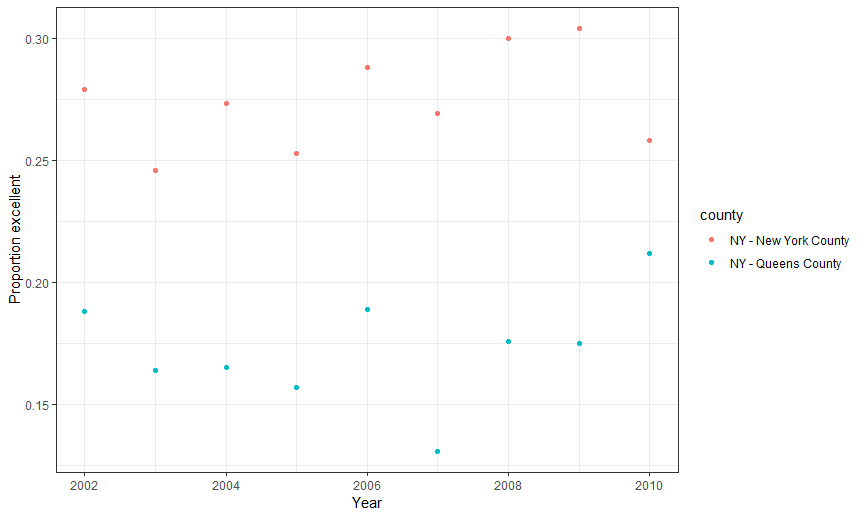 0.30
0.25
0.20
0.15
Proportion excellent
2002 2004 2006 2008 2010
Year
county
NY - New York County
NY - Queens County